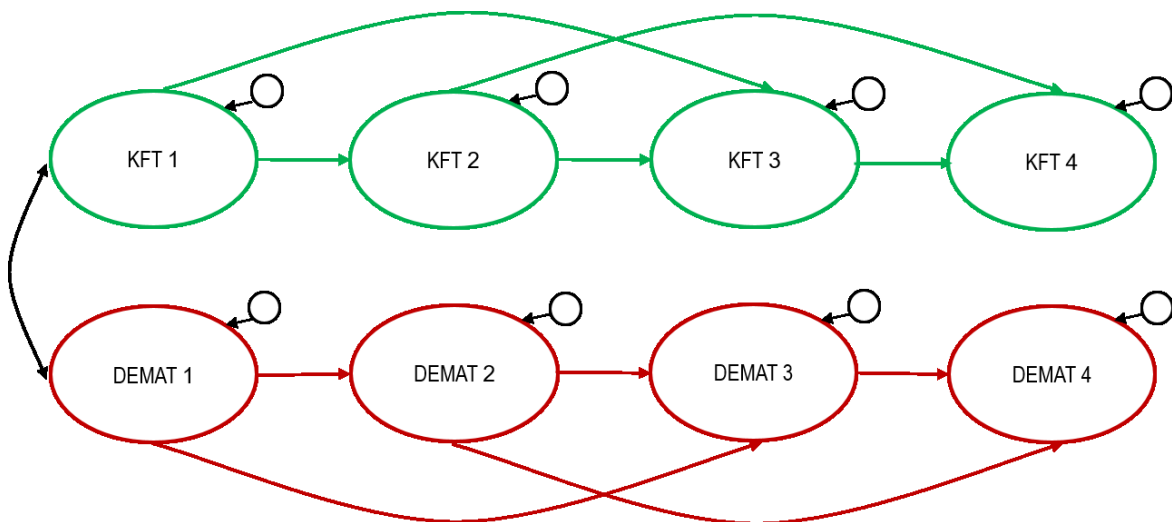 KFT 1
KFT 2
KFT 3
KFT 4
DEMAT 1
DEMAT 2
DEMAT 3
DEMAT 4